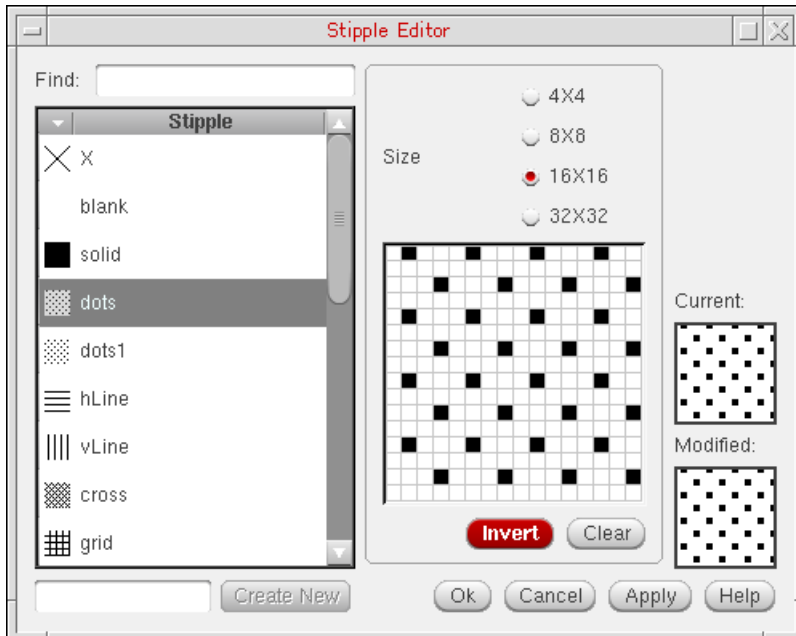 Stipple Editor
Find:
Stipple
X
blank
solid
dots
dots1
hLine
vLine
cross
grid
Create New
Size
4X4
8X8
16X16
32X32
Invert
Clear
Current:
Modified:
Ok
Cancel
Apply
Help